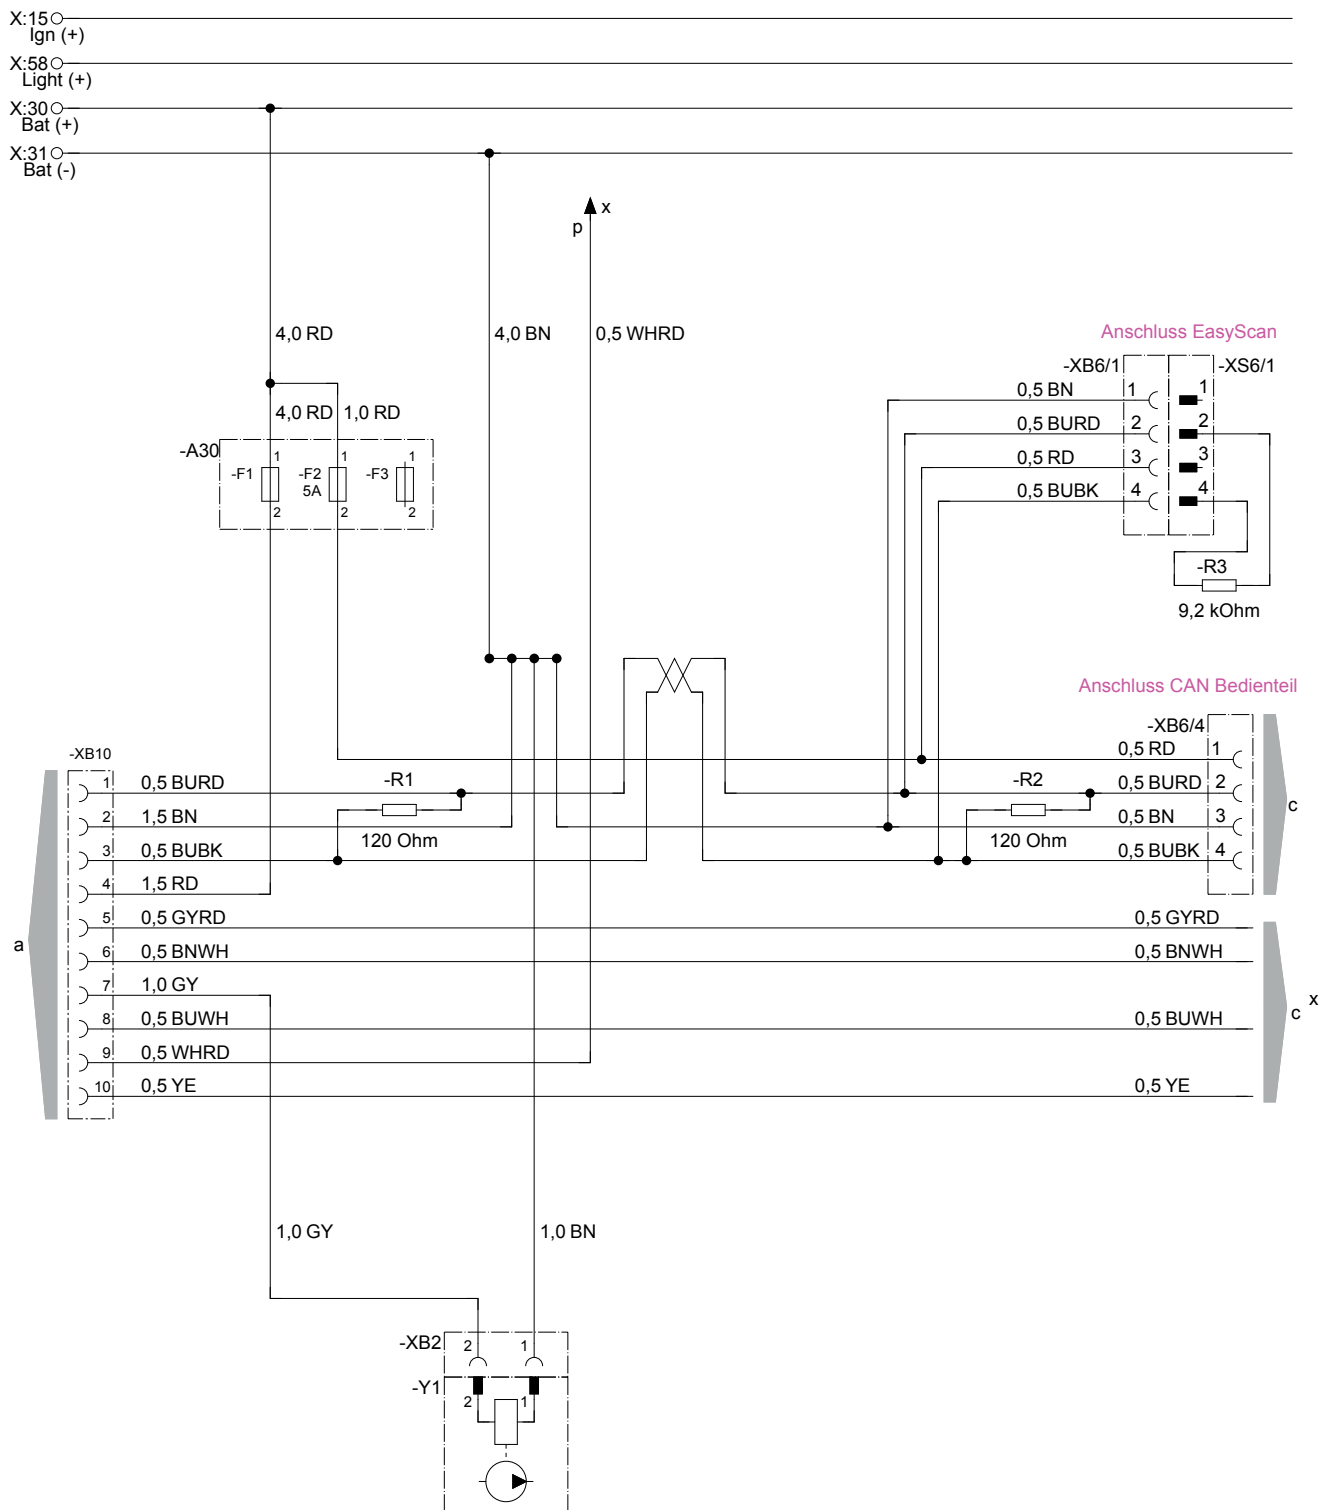 X:15
Ign (+)
X:58
Light (+)
X:30
Bat (+)
X:31
Bat (-)
x
p
4,0 RD
4,0 BN
0,5 WHRD
Anschluss EasyScan
-XB6/1
-XS6/1
0,5 BN
1
1
0,5 BURD
2
2
0,5 RD
3
3
0,5 BUBK
4
4
4,0 RD
1,0 RD
-A30
1
1
1
-F1
-F2
5A
-F3
2
2
2
-R3
9,2 kOhm
Anschluss CAN Bedienteil
-XB6/4
0,5 RD
1
0,5 BURD
2
0,5 BN
3
0,5 BUBK
4
c
-XB10
1
0,5 BURD
2
1,5 BN
3
0,5 BUBK
4
1,5 RD
5
0,5 GYRD
6
0,5 BNWH
7
1,0 GY
8
0,5 BUWH
9
0,5 WHRD
10
0,5 YE
a
-R1
120 Ohm
-R2
120 Ohm
0,5 GYRD
0,5 BNWH
0,5 BUWH
0,5 YE
c
x
1,0 GY
1,0 BN
-XB2
2
1
-Y1
2
1